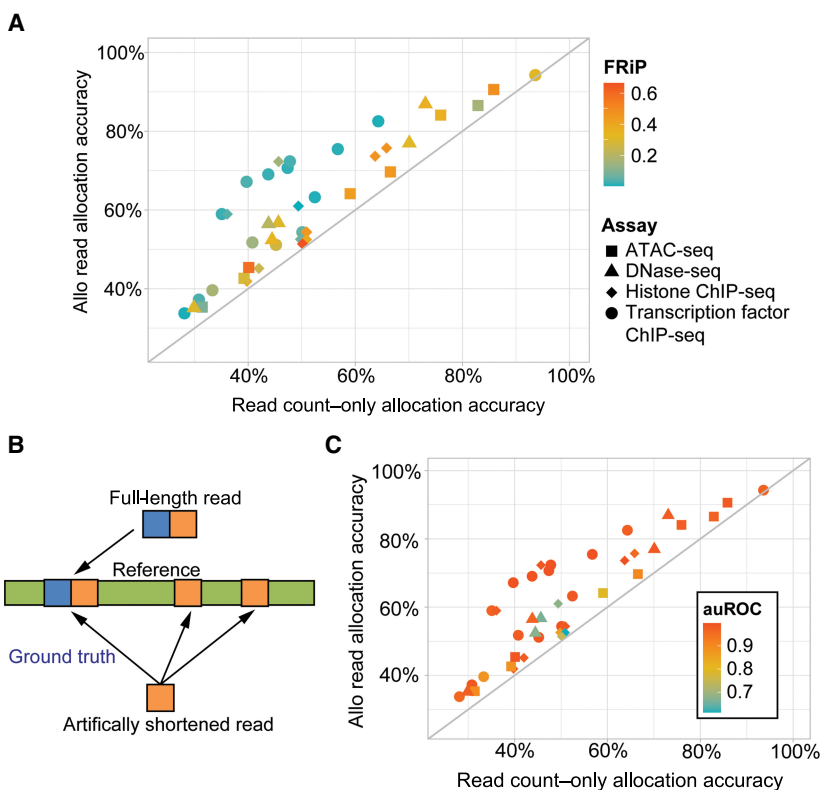 A
Allo read allocation accuracy
100%
80%
60%
40%
40%
60%
80%
100%
Read count–only allocation accuracy
FRiP
0.6
0.4
0.2
Assay
ATAC-seq
DNase-seq
Histone ChIP-seq
Transcription factor
ChIP-seq
B
Full-length read
Reference
Ground truth
Artifically shortened read
C
Allo read allocation accuracy
100%
80%
60%
40%
40%
60%
80%
100%
Read count–only allocation accuracy
auROC
0.9
0.8
0.7